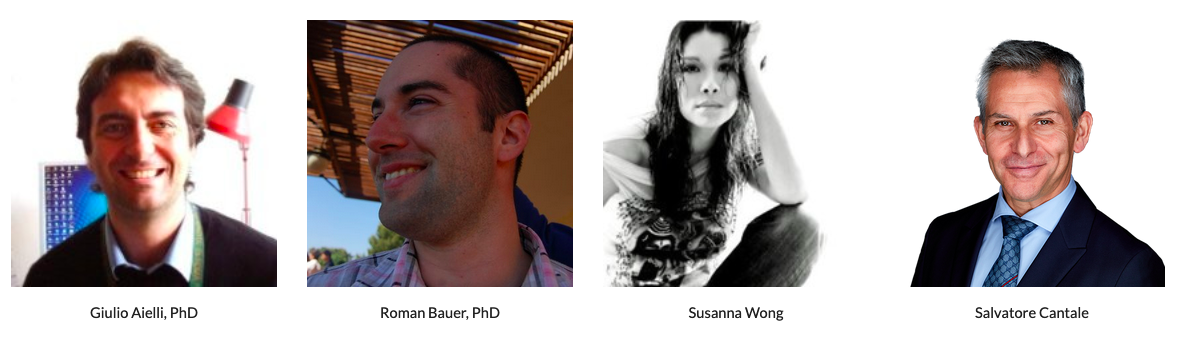 Giulio Aielli, PhD
Roman Bauer, PhD
Susanna Wong
Salvatore Cantale